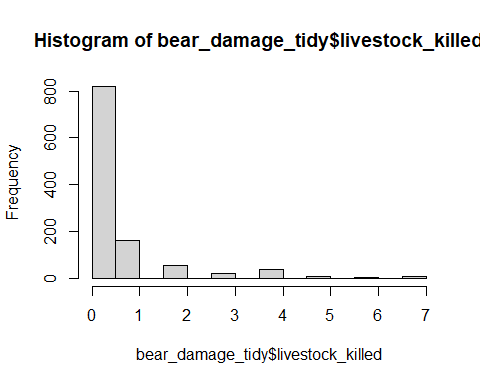 Histogram of bear_damage_tidy$livestock_killed
800
600
400
200
0
Frequency
0 1 2 3 4 5 6 7
bear_damage_tidy$livestock_killed